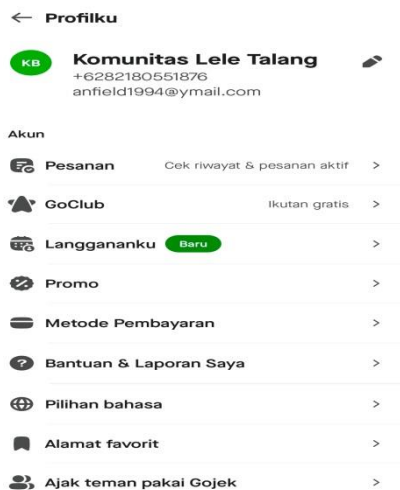 Profilku
KB
Komunitas Lele Talang
+6282180551876
anfield1994@ymail.com
Akun
Pesanan Cek riwayat & pesanan aktif >
GoClub Ikutan gratis >
Langgananku Baru >
Promo >
Metode Pembayaran >
Bantuan & Laporan Saya >
Pilihan bahasa >
Alamat favorit >
Ajak teman pakai Gojek >